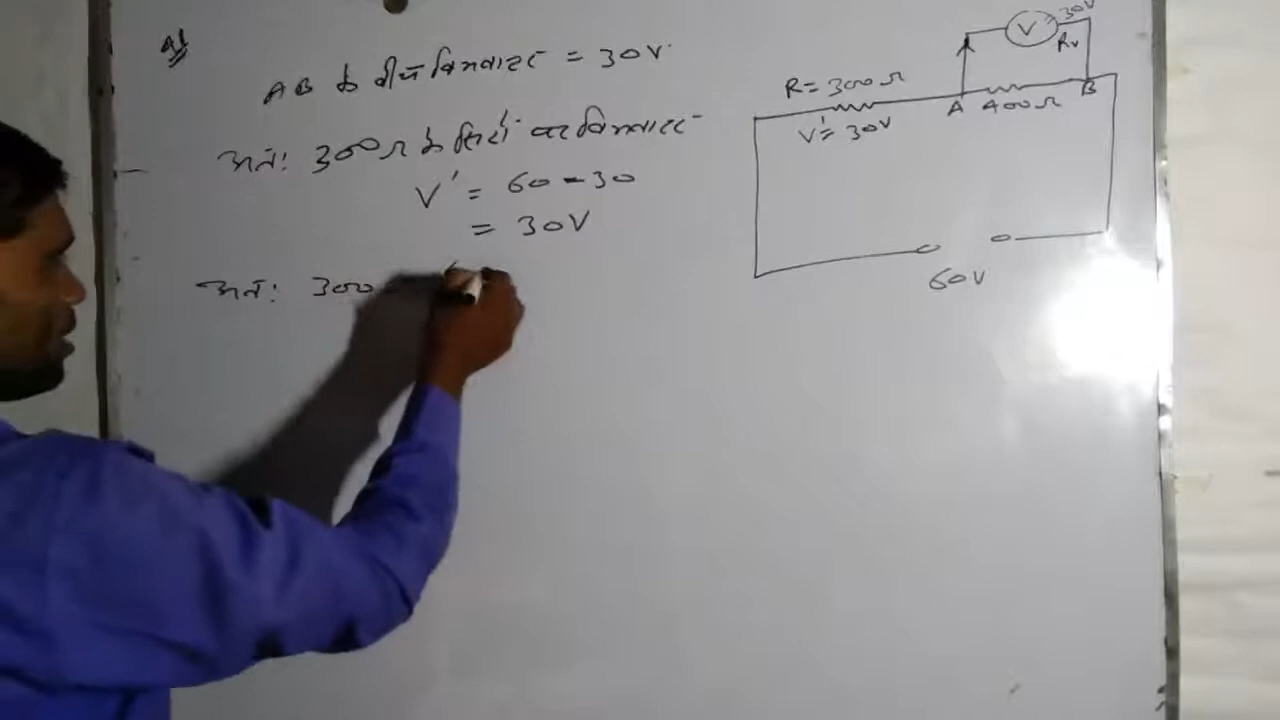 AB के बीच विभवान्तर = 30V
अतः 300Ω के सिरों पर विभवान्तर
V' = 60 - 30
= 30V
अतः 300
V 30V
Rv
R = 300Ω
A 400Ω B
V' = 30V
60V